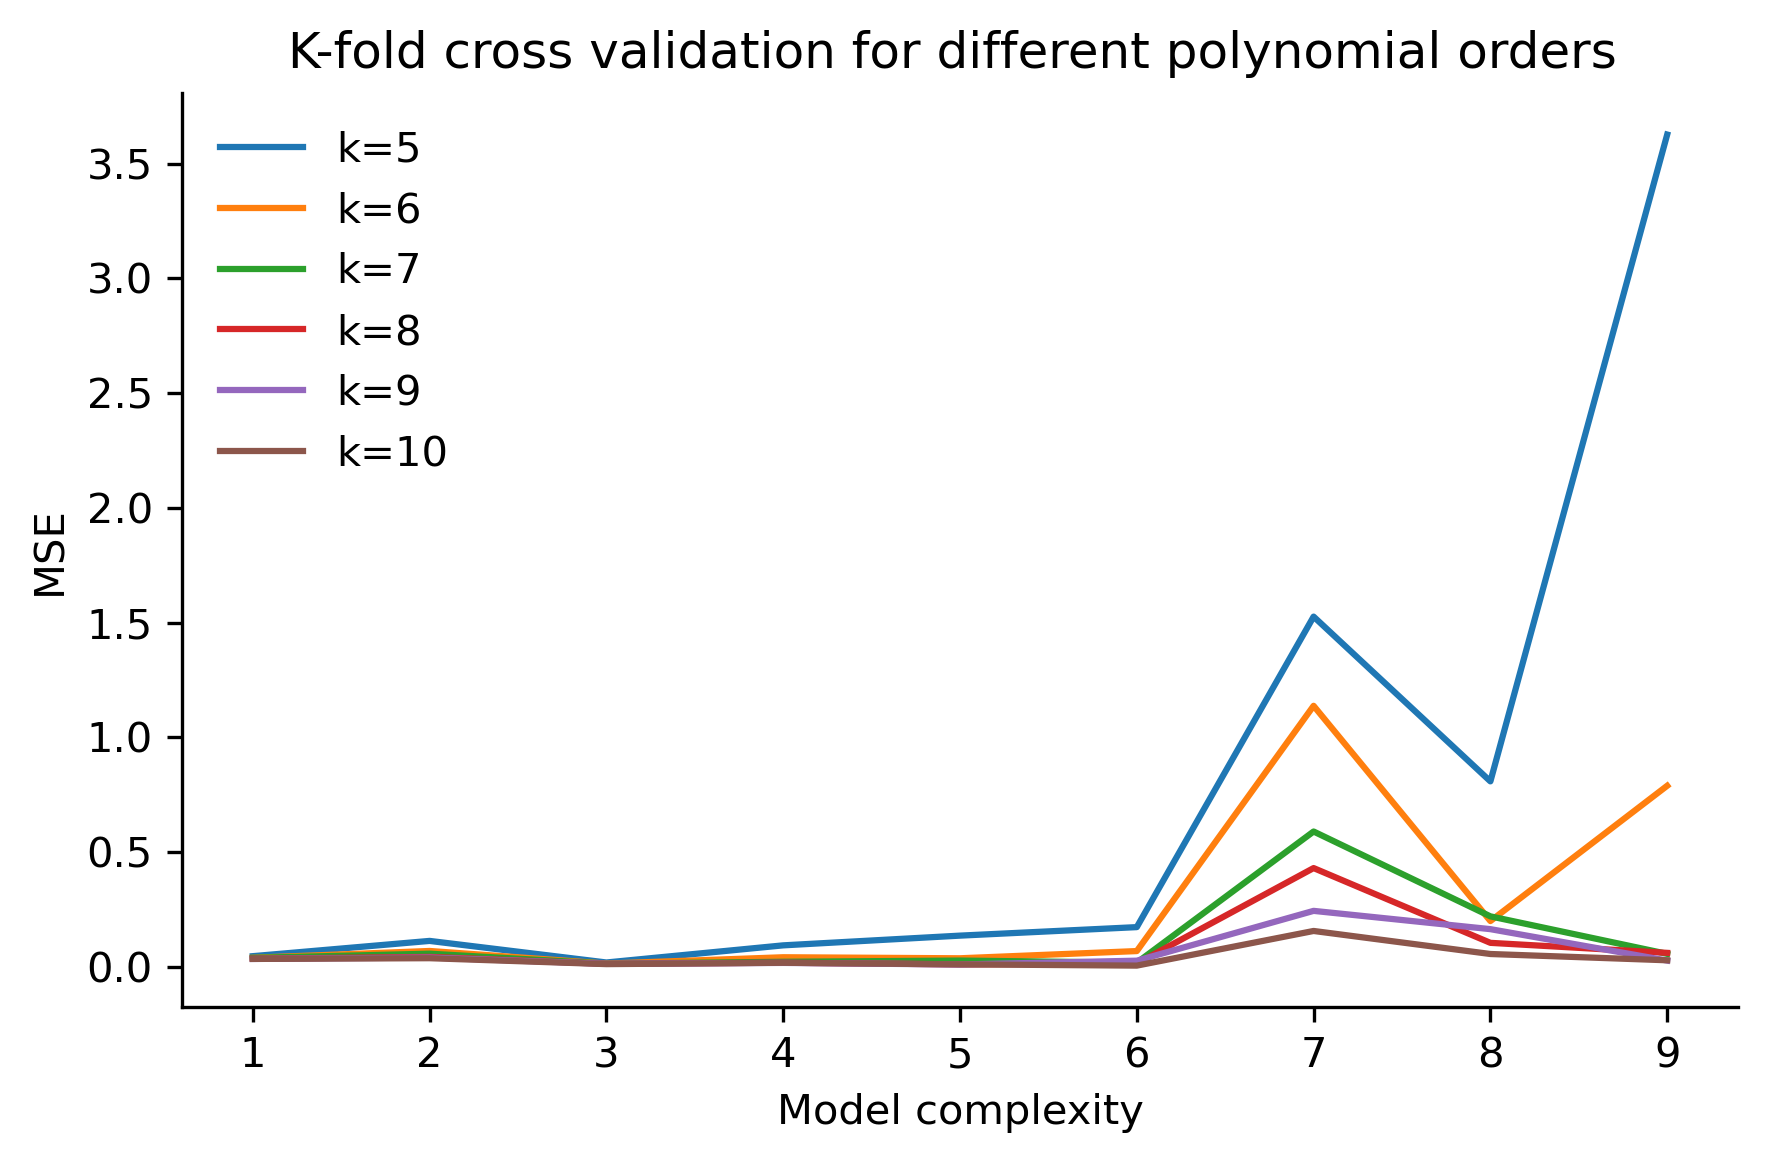 K-fold cross validation for different polynomial orders
k=5
k=6
k=7
k=8
k=9
k=10
MSE
3.5
3.0
2.5
2.0
1.5
1.0
0.5
0.0
1 2 3 4 5 6 7 8 9
Model complexity